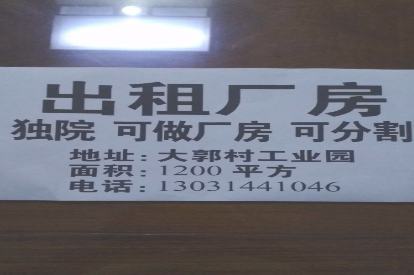 出租厂房
独院 可做厂房 可分割
地址: 大郭村工业园
面积: 1200 平方
电话: 13031441046